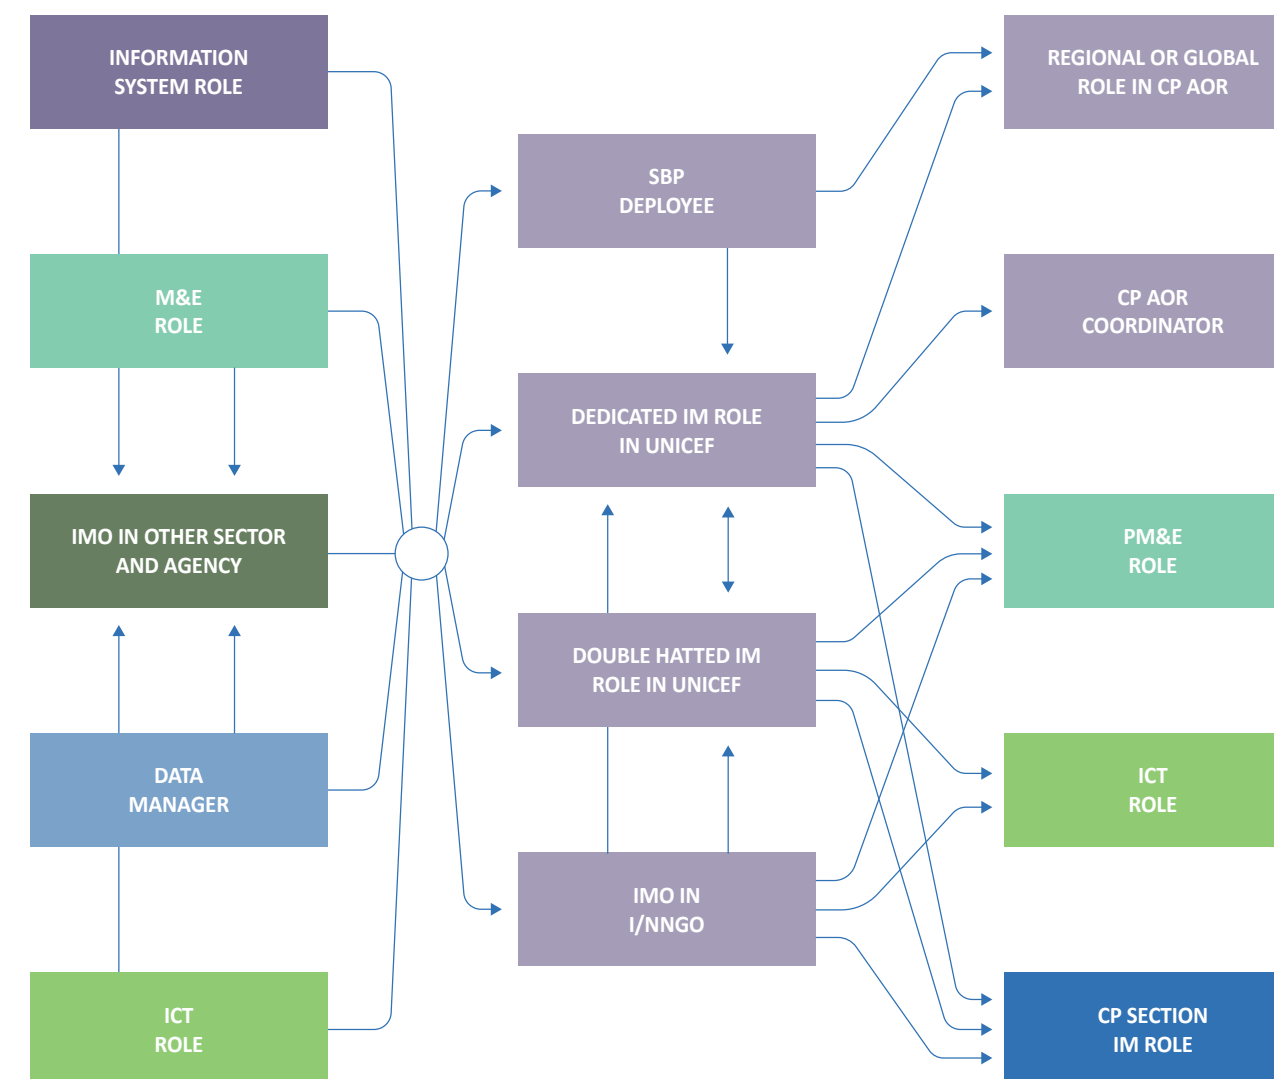 INFORMATION
SYSTEM ROLE
M&E
ROLE
IMO IN OTHER SECTOR
AND AGENCY
DATA
MANAGER
ICT
ROLE
SBP
DEPLOYEE
DEDICATED IM ROLE
IN UNICEF
DOUBLE HATTED IM
ROLE IN UNICEF
IMO IN
I/NNGO
REGIONAL OR GLOBAL
ROLE IN CP AOR
CP AOR
COORDINATOR
PM&E
ROLE
ICT
ROLE
CP SECTION
IM ROLE